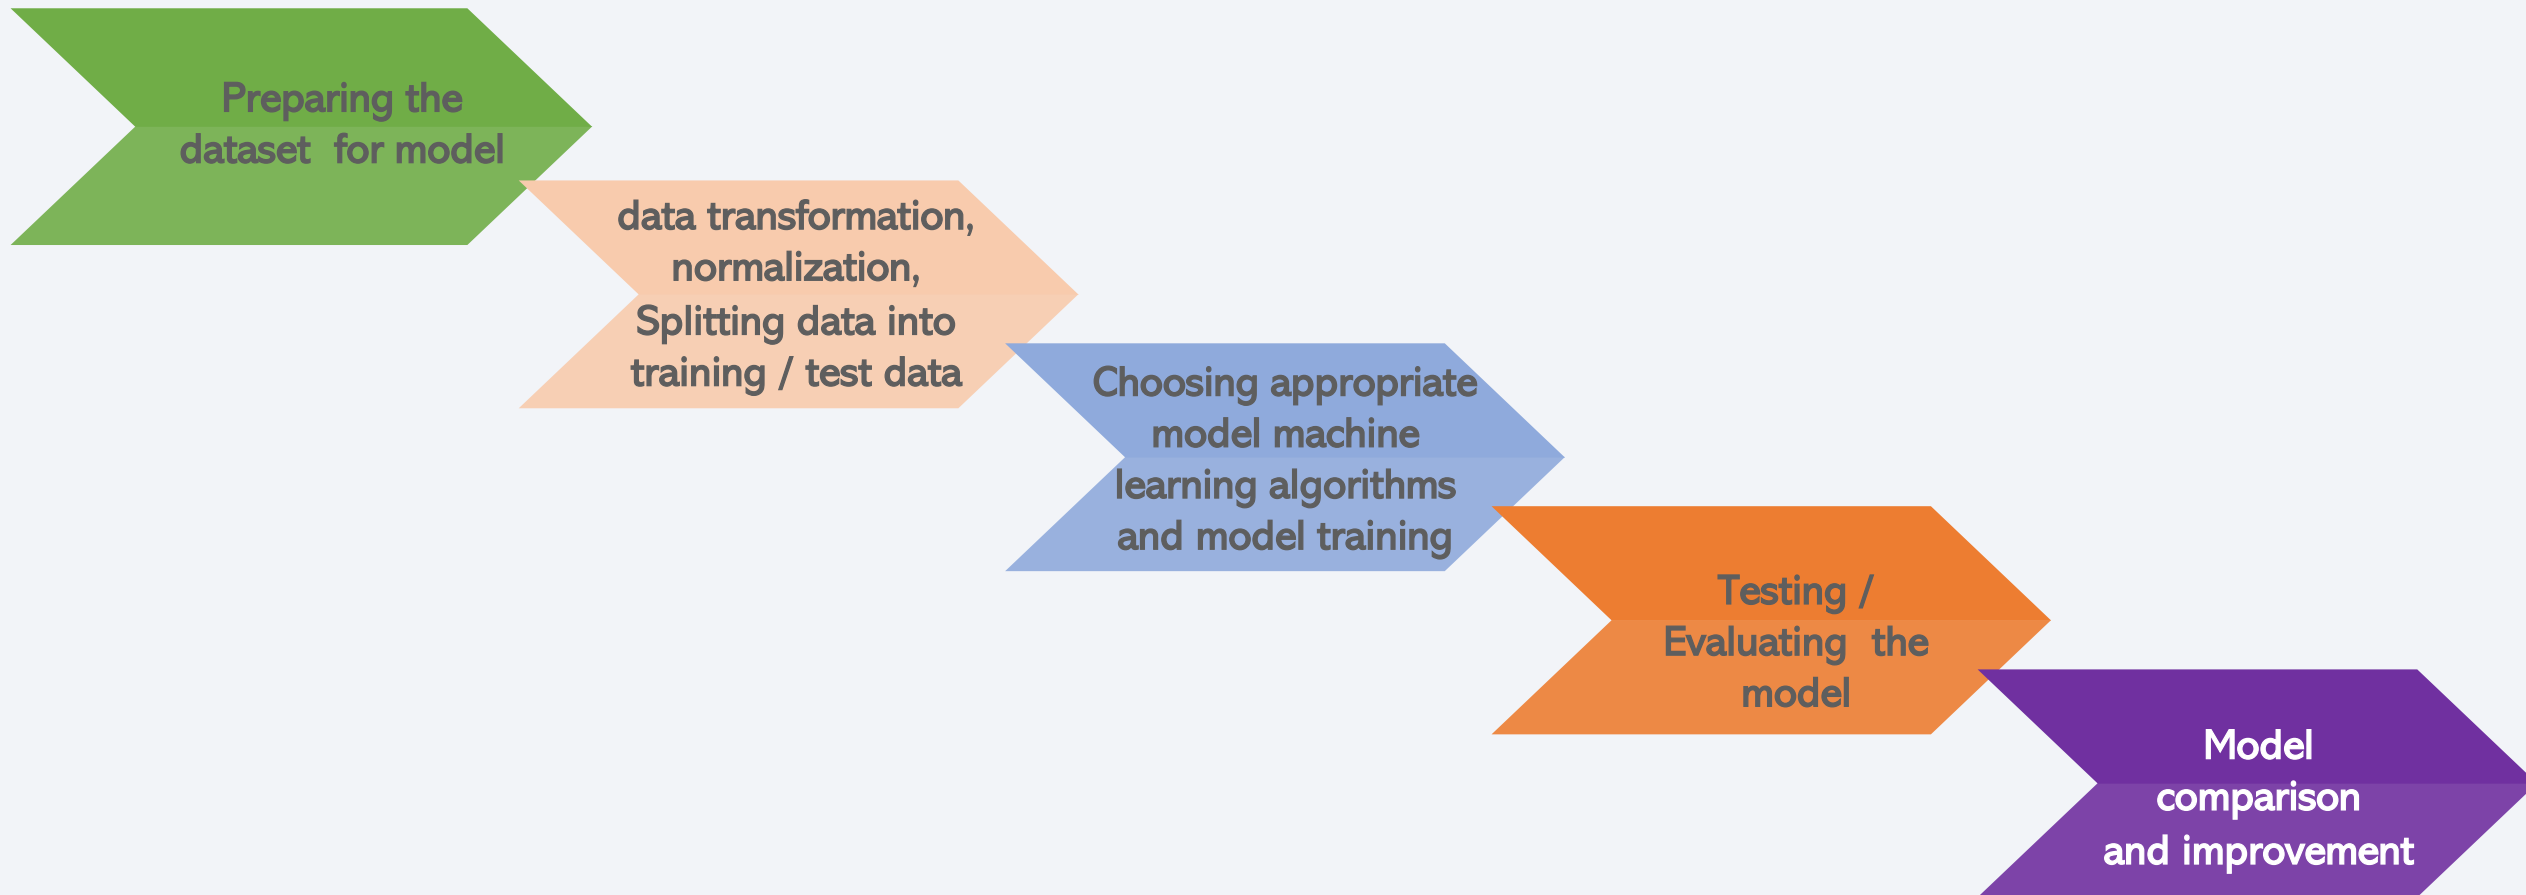 Preparing the
dataset  for model
data transformation,
normalization,
Splitting data into
training / test data
Choosing appropriate
model machine
learning algorithms
and model training
Testing /
Evaluating  the
model
Model
comparison
and improvement